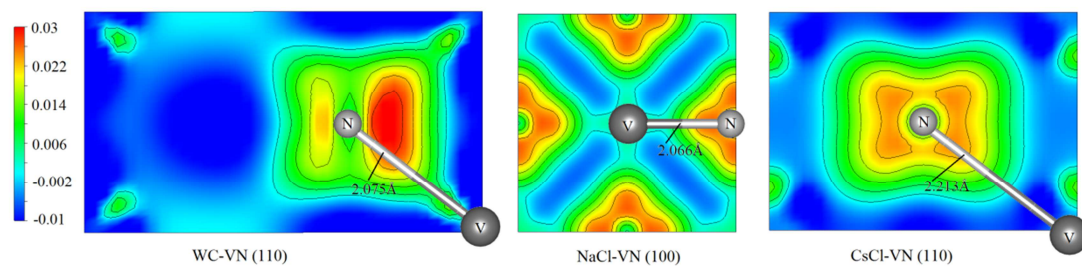 0.03
0.022
0.014
0.006
-0.002
-0.01
N
2.075Å
V
WC-VN (110)
V
N
2.066Å
NaCl-VN (100)
N
2.213Å
V
CsCl-VN (110)